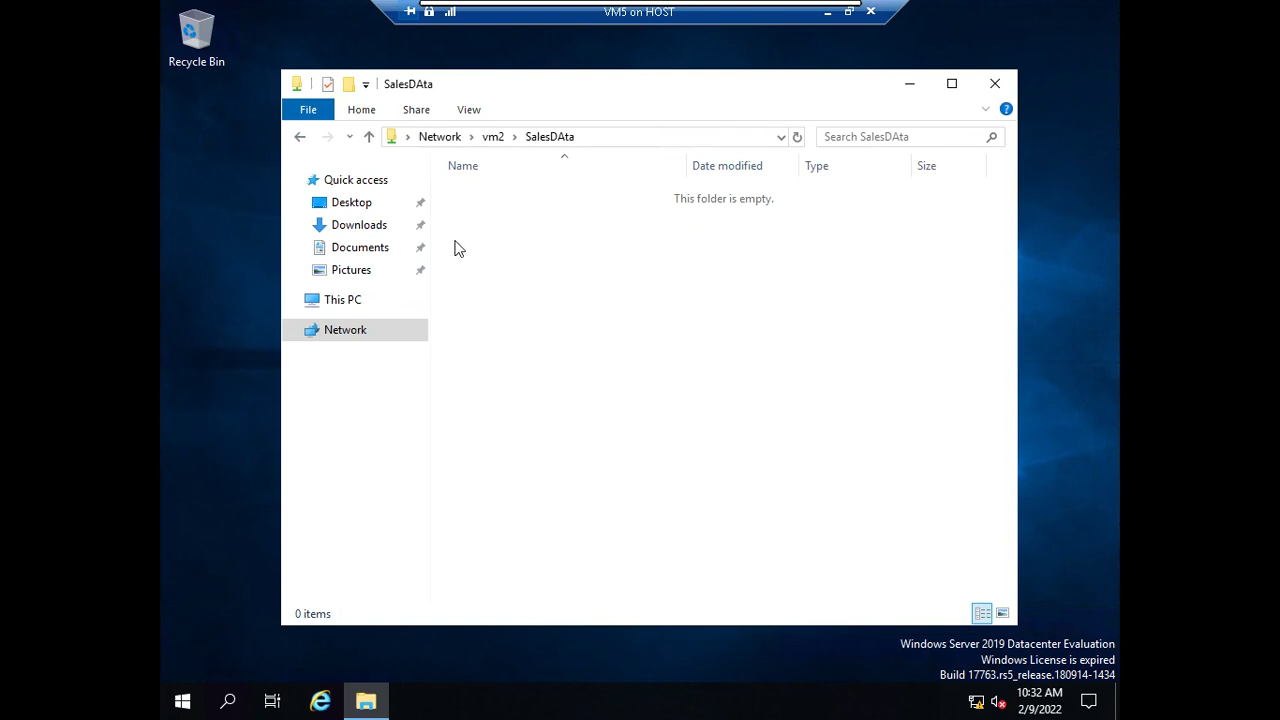 VM5 on HOST
Recycle Bin
SalesDAta
File Home Share View
Network vm2 SalesDAta
Search SalesDAta
Name Date modified Type Size
This folder is empty.
Quick access
Desktop
Downloads
Documents
Pictures
This PC
Network
0 items
Windows Server 2019 Datacenter Evaluation
Windows License is expired
Build 17763.rs5_release.180914-1434
10:32 AM
2/9/2022